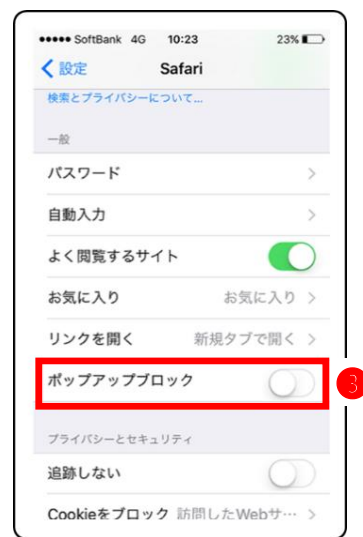 ●●●●● SoftBank 4G 10:23 23%
設定 Safari
検索とプライバシーについて...
一般
パスワード
自動入力
よく閲覧するサイト
お気に入り お気に入り
リンクを開く 新規タブで開く
ポップアップブロック
3
プライバシーとセキュリティ
追跡しない
Cookieをブロック 訪問したWebサ…